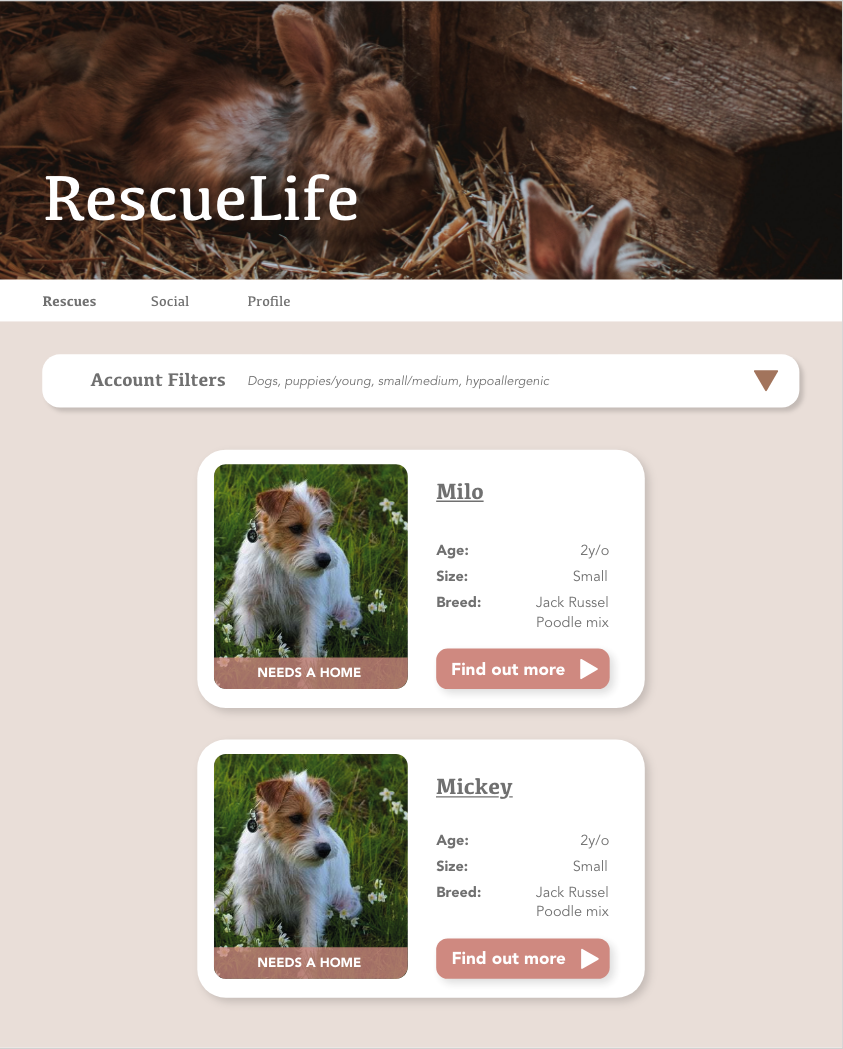 RescueLife
Rescues Social Profile
Account Filters Dogs, puppies/young, small/medium, hypoallergenic
Milo
Age: 2y/o
Size: Small
Breed: Jack Russel
Poodle mix
Find out more
NEEDS A HOME
Mickey
Age: 2y/o
Size: Small
Breed: Jack Russel
Poodle mix
Find out more
NEEDS A HOME